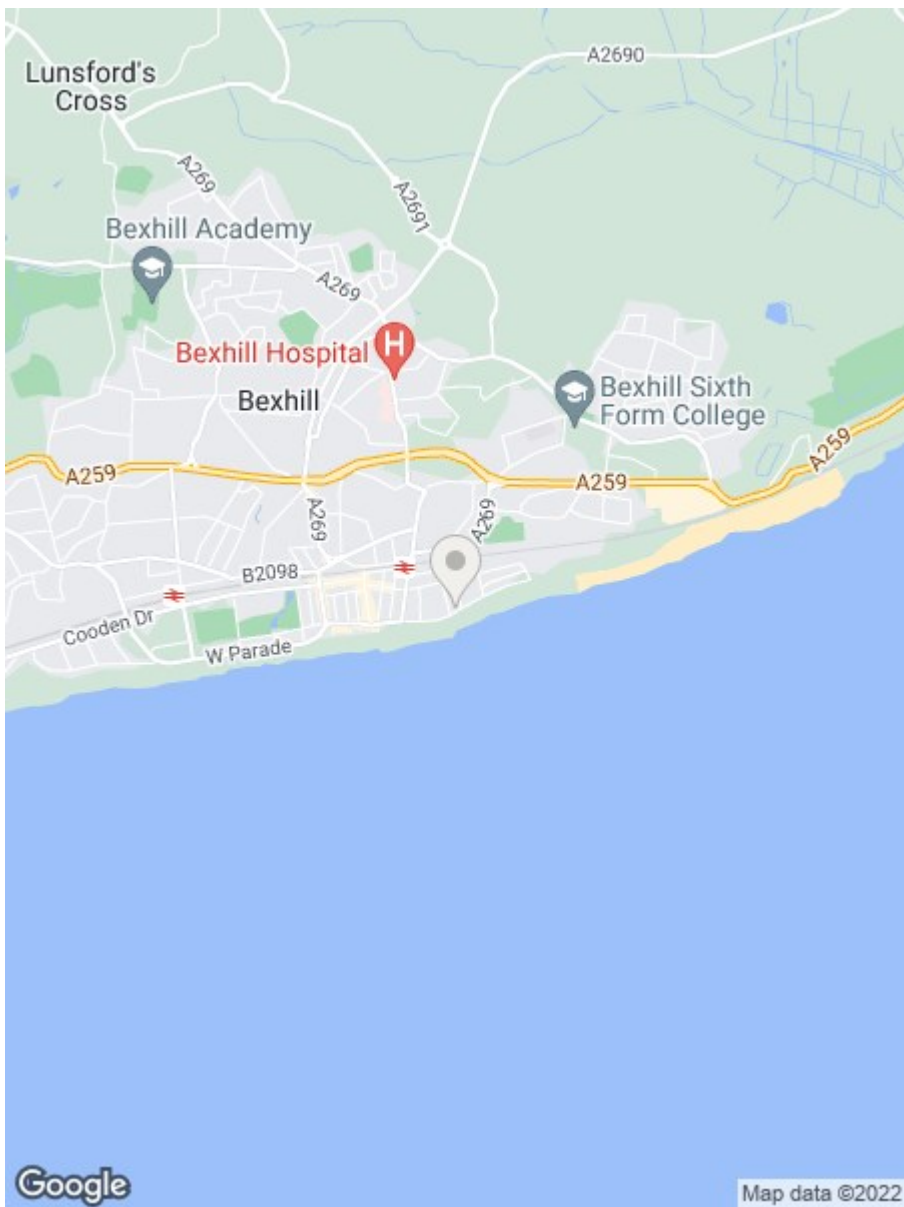 A2690
Lunsford's
Cross
A269
A2691
Bexhill Academy
A269
H
Bexhill Hospital
Bexhill
Bexhill Sixth
Form College
A259
A259
A259
A269
A269
B2098
Cooden Dr
W Parade
Google
Map data ©2022